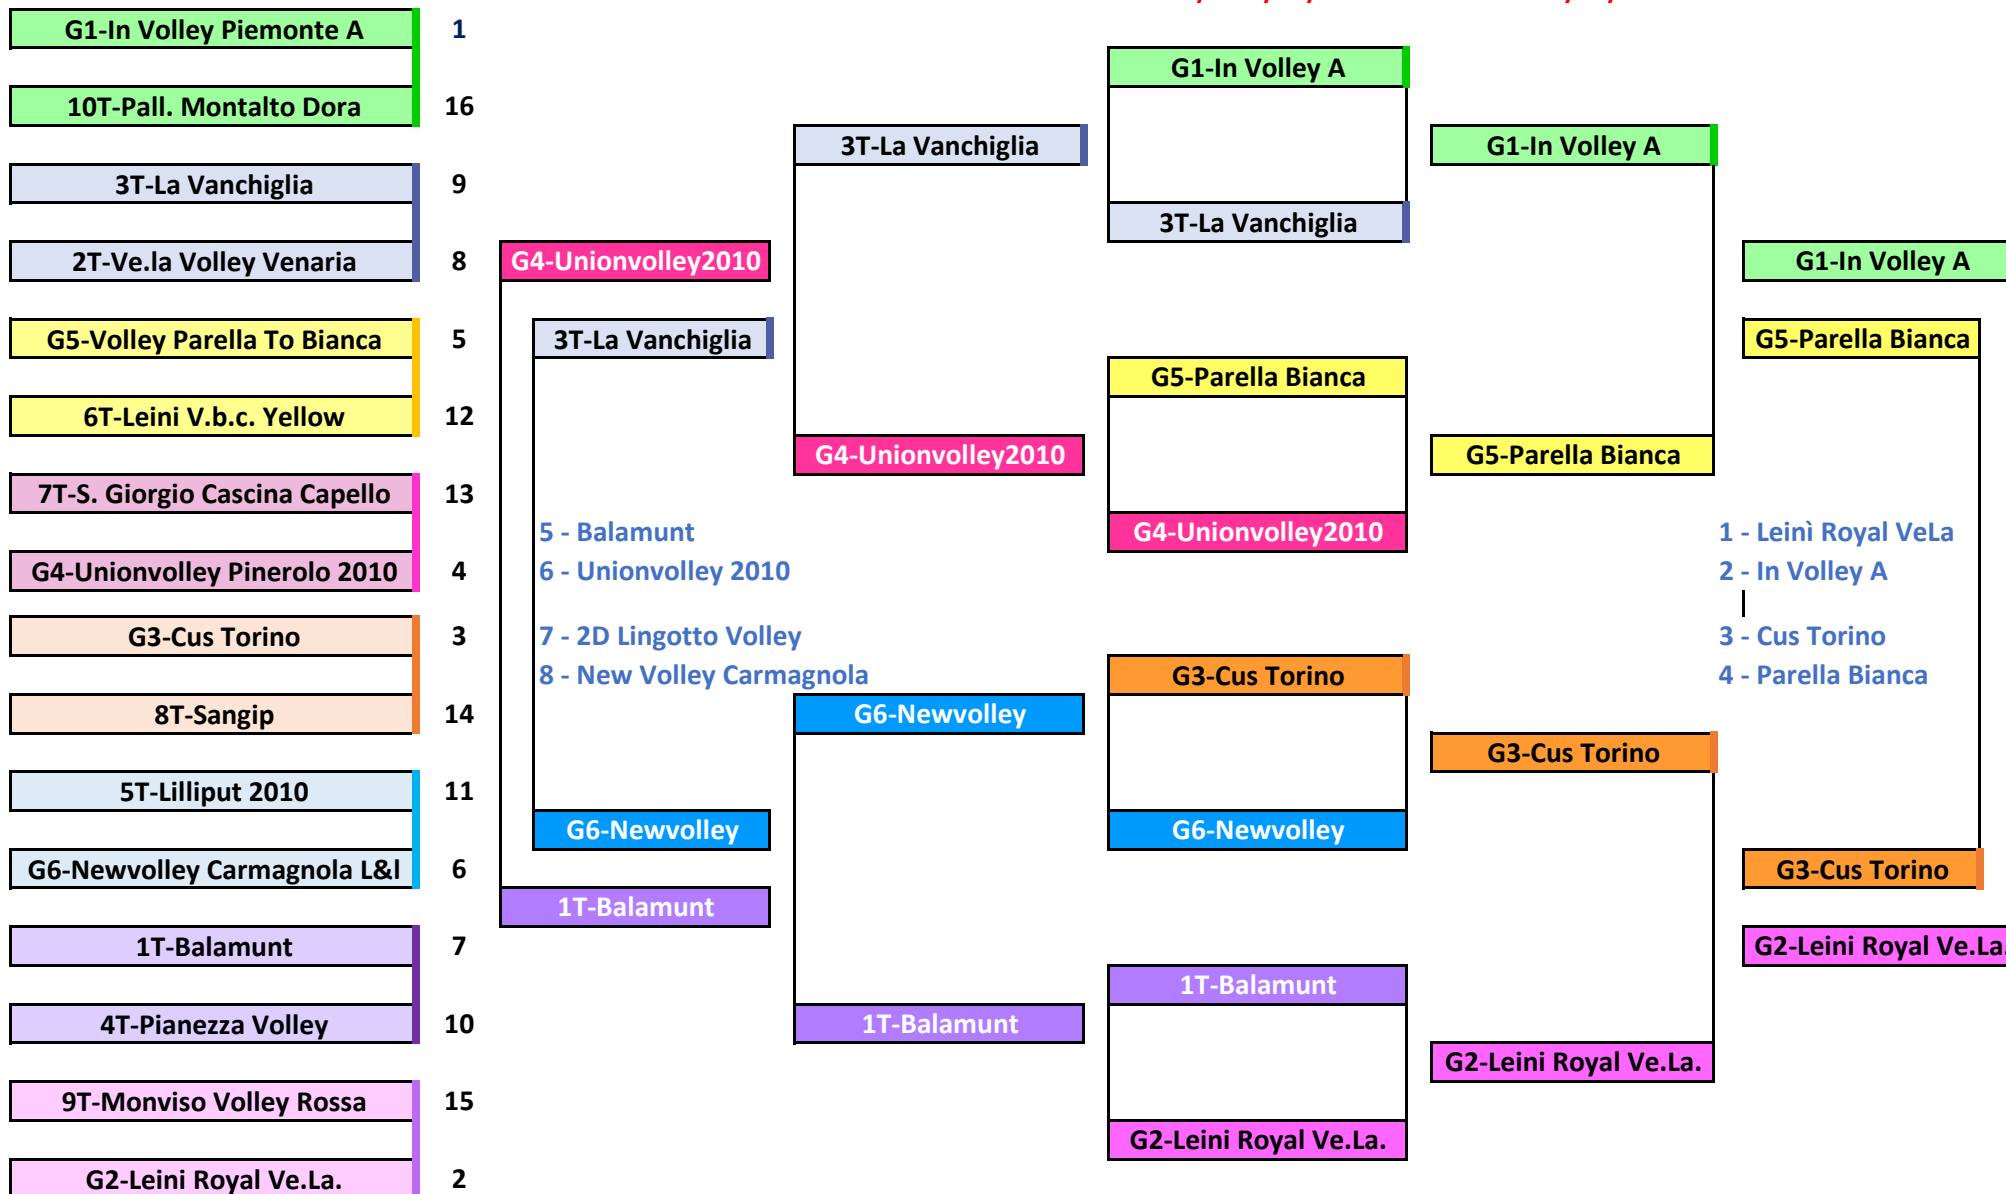 G1-In Volley Piemonte A
1
10T-Pall. Montalto Dora
16
3T-La Vanchiglia
9
2T-Ve.la Volley Venaria
8
G5-Volley Parella To Bianca
5
6T-Leini V.b.c. Yellow
12
7T-S. Giorgio Cascina Capello
13
G4-Unionvolley Pinerolo 2010
4
G3-Cus Torino
3
8T-Sangip
14
5T-Lilliput 2010
11
G6-Newvolley Carmagnola L&l
6
1T-Balamunt
7
4T-Pianezza Volley
10
9T-Monviso Volley Rossa
15
G2-Leini Royal Ve.La.
2
G4-Unionvolley2010
3T-La Vanchiglia
5 - Balamunt
6 - Unionvolley 2010
7 - 2D Lingotto Volley
8 - New Volley Carmagnola
G6-Newvolley
1T-Balamunt
3T-La Vanchiglia
G4-Unionvolley2010
G6-Newvolley
1T-Balamunt
G1-In Volley A
3T-La Vanchiglia
G5-Parella Bianca
G4-Unionvolley2010
G3-Cus Torino
G6-Newvolley
1T-Balamunt
G2-Leini Royal Ve.La.
G1-In Volley A
G5-Parella Bianca
G3-Cus Torino
G2-Leini Royal Ve.La.
G1-In Volley A
G5-Parella Bianca
1 - Leinì Royal VeLa
2 - In Volley A
3 - Cus Torino
4 - Parella Bianca
G3-Cus Torino
G2-Leini Royal Ve.La.